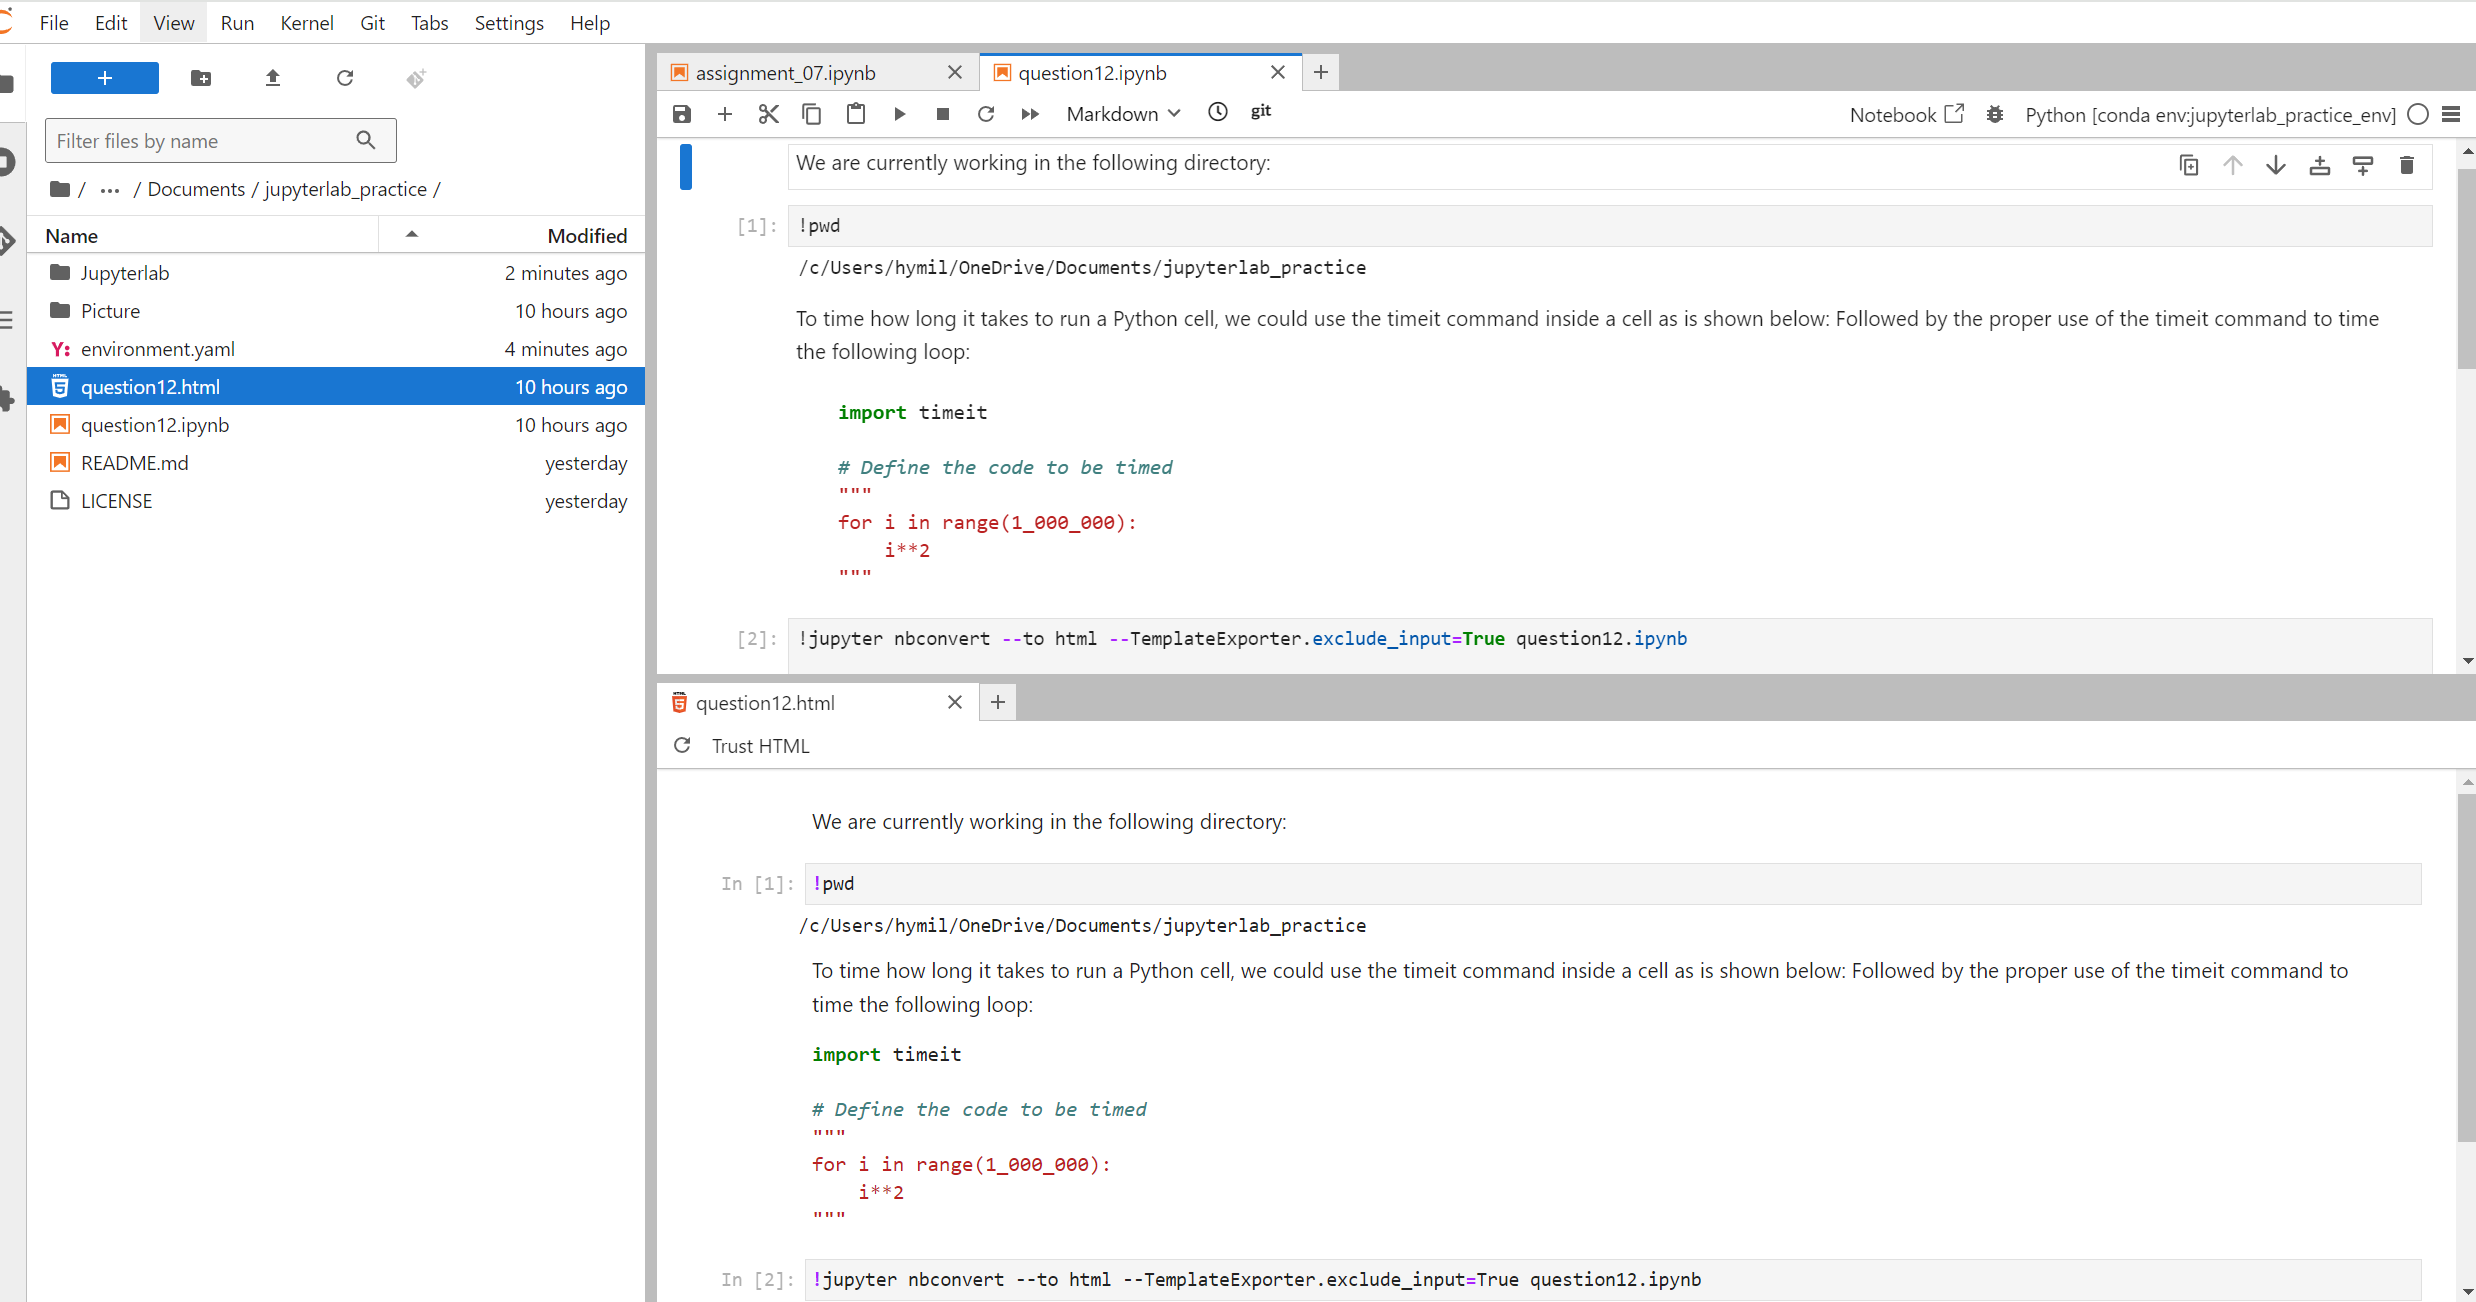 File Edit View Run Kernel Git Tabs Settings Help
+
Filter files by name
/ ... / Documents / jupyterlab_practice /
Name Modified
Jupyterlab 2 minutes ago
Picture 10 hours ago
Y: environment.yaml 4 minutes ago
question12.html 10 hours ago
question12.ipynb 10 hours ago
README.md yesterday
LICENSE yesterday
assignment_07.ipynb question12.ipynb
Markdown git Notebook Python [conda env:jupyterlab_practice_env]
We are currently working in the following directory:
[1]: !pwd
/c/Users/hymil/OneDrive/Documents/jupyterlab_practice
To time how long it takes to run a Python cell, we could use the timeit command inside a cell as is shown below: Followed by the proper use of the timeit command to time
the following loop:
import timeit
# Define the code to be timed
"""
for i in range(1_000_000):
    i**2
"""
[2]: !jupyter nbconvert --to html --TemplateExporter.exclude_input=True question12.ipynb
question12.html
Trust HTML
We are currently working in the following directory:
In [1]: !pwd
/c/Users/hymil/OneDrive/Documents/jupyterlab_practice
To time how long it takes to run a Python cell, we could use the timeit command inside a cell as is shown below: Followed by the proper use of the timeit command to
time the following loop:
import timeit
# Define the code to be timed
"""
for i in range(1_000_000):
    i**2
"""
In [2]: !jupyter nbconvert --to html --TemplateExporter.exclude_input=True question12.ipynb